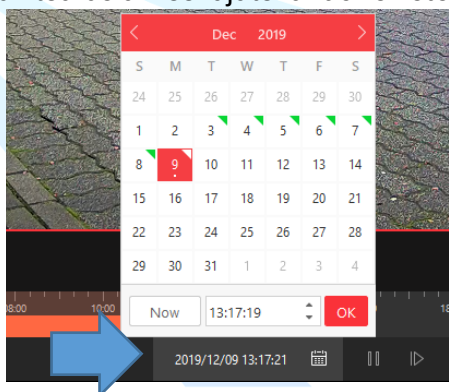 Dec 2019
S M T W T F S
24 25 26 27 28 29 30
1 2 3 4 5 6 7
8 9 10 11 12 13 14
15 16 17 18 19 20 21
22 23 24 25 26 27 28
29 30 31 1 2 3 4
08:00 10:00 18
Now 13:17:19 OK
2019/12/09 13:17:21